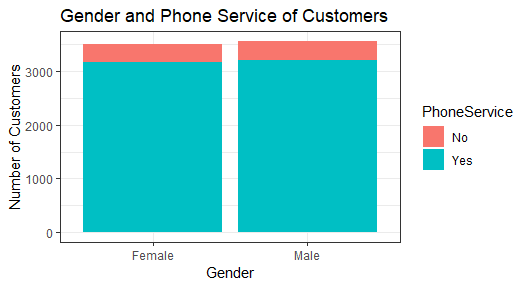 Gender and Phone Service of Customers
Number of Customers
3000
2000
1000
0
Female
Male
Gender
PhoneService
No
Yes